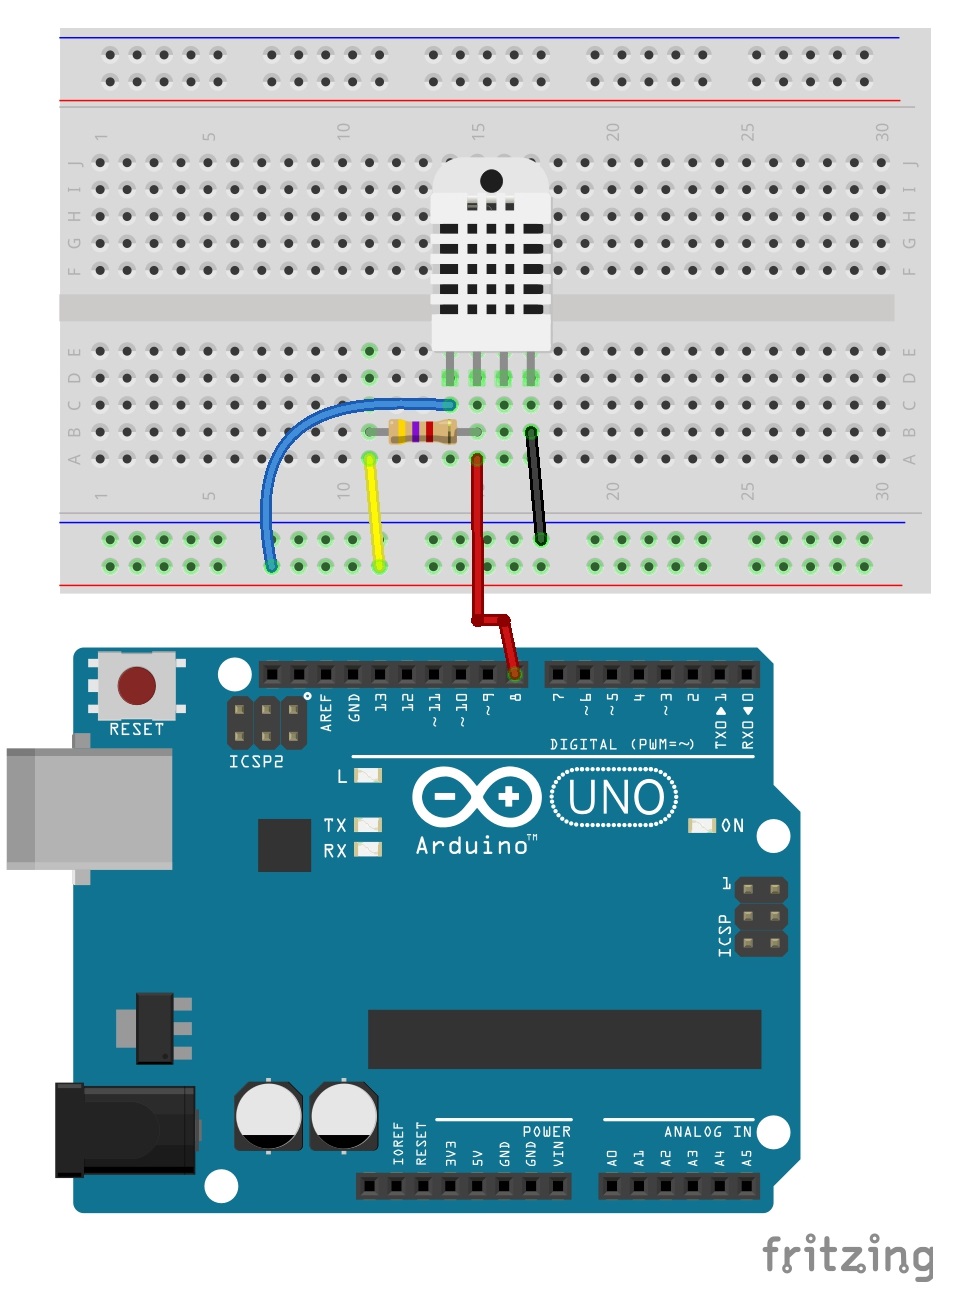 1 5 10 15 20 25 30
J J
I I
H H
G G
F F
E E
D D
C C
B B
A A
1 5 10 20 25 30
RESET
ICSP2
AREF
GND
13
12
~11
~10
~9
8
7
~6
~5
4
~3
2
TX0 1
RX0 0
DIGITAL (PWM=~)
L
TX
RX
UNO
Arduino™
ON
1
ICSP
IOREF
RESET
3V3
5V
GND
GND
VIN
POWER
A0
A1
A2
A3
A4
A5
ANALOG IN
fritzing